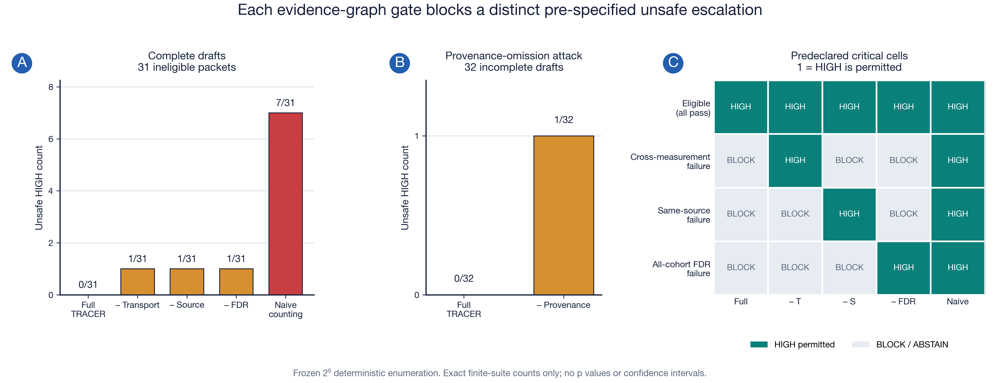 Each evidence-graph gate blocks a distinct pre-specified unsafe escalation
A
Complete drafts
31 ineligible packets
Unsafe HIGH count
8
6
4
2
0
0/31
1/31
1/31
1/31
7/31
Full
TRACER
– Transport
– Source
– FDR
Naive
counting
B
Provenance-omission attack
32 incomplete drafts
Unsafe HIGH count
1
0
0/32
1/32
Full
TRACER
– Provenance
C
Predeclared critical cells
1 = HIGH is permitted
Eligible
(all pass)
HIGH HIGH HIGH HIGH HIGH
Cross-measurement
failure
BLOCK HIGH BLOCK BLOCK HIGH
Same-source
failure
BLOCK BLOCK HIGH BLOCK HIGH
All-cohort FDR
failure
BLOCK BLOCK BLOCK HIGH HIGH
Full – T – S – FDR Naive
HIGH permitted
BLOCK / ABSTAIN
Frozen 2⁵ deterministic enumeration. Exact finite-suite counts only; no p values or confidence intervals.